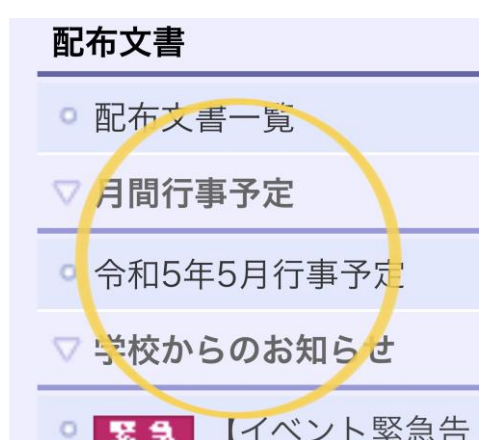 配布文書
配布文書一覧
月間行事予定
令和5年5月行事予定
学校からのお知らせ
緊急 【イベント緊急告